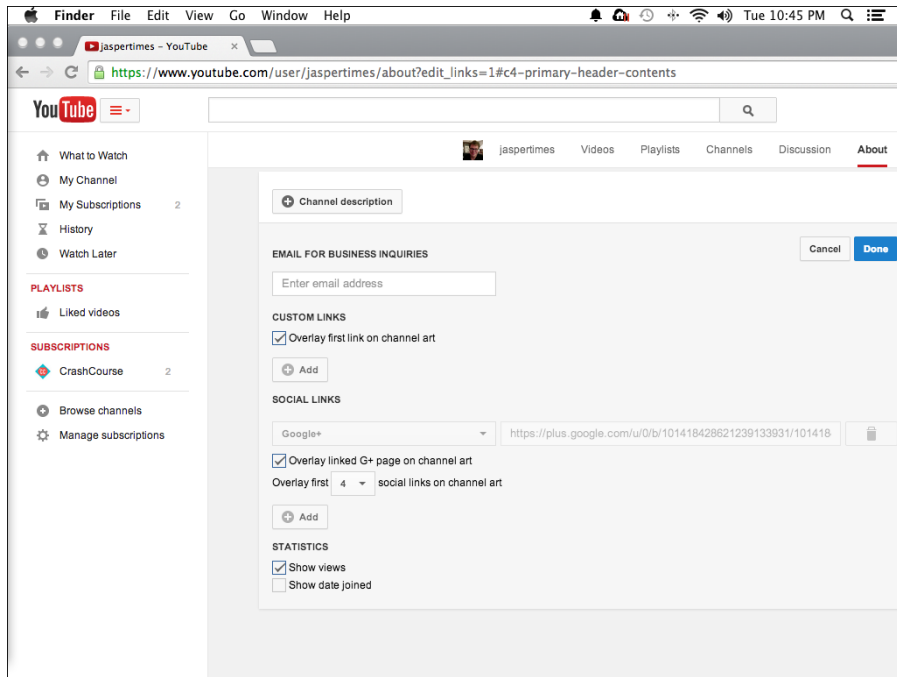 Finder File Edit View Go Window Help Tue 10:45 PM
jaspertimes – YouTube ×
https://www.youtube.com/user/jaspertimes/about?edit_links=1#c4-primary-header-contents
YouTube
jaspertimes Videos Playlists Channels Discussion About
What to Watch
My Channel
My Subscriptions 2
History
Watch Later
PLAYLISTS
Liked videos
SUBSCRIPTIONS
CrashCourse 2
Browse channels
Manage subscriptions
Channel description
Cancel Done
EMAIL FOR BUSINESS INQUIRIES
Enter email address
CUSTOM LINKS
Overlay first link on channel art
Add
SOCIAL LINKS
Google+ https://plus.google.com/u/0/b/101418428621239133931/101418
Overlay linked G+ page on channel art
Overlay first 4 social links on channel art
Add
STATISTICS
Show views
Show date joined